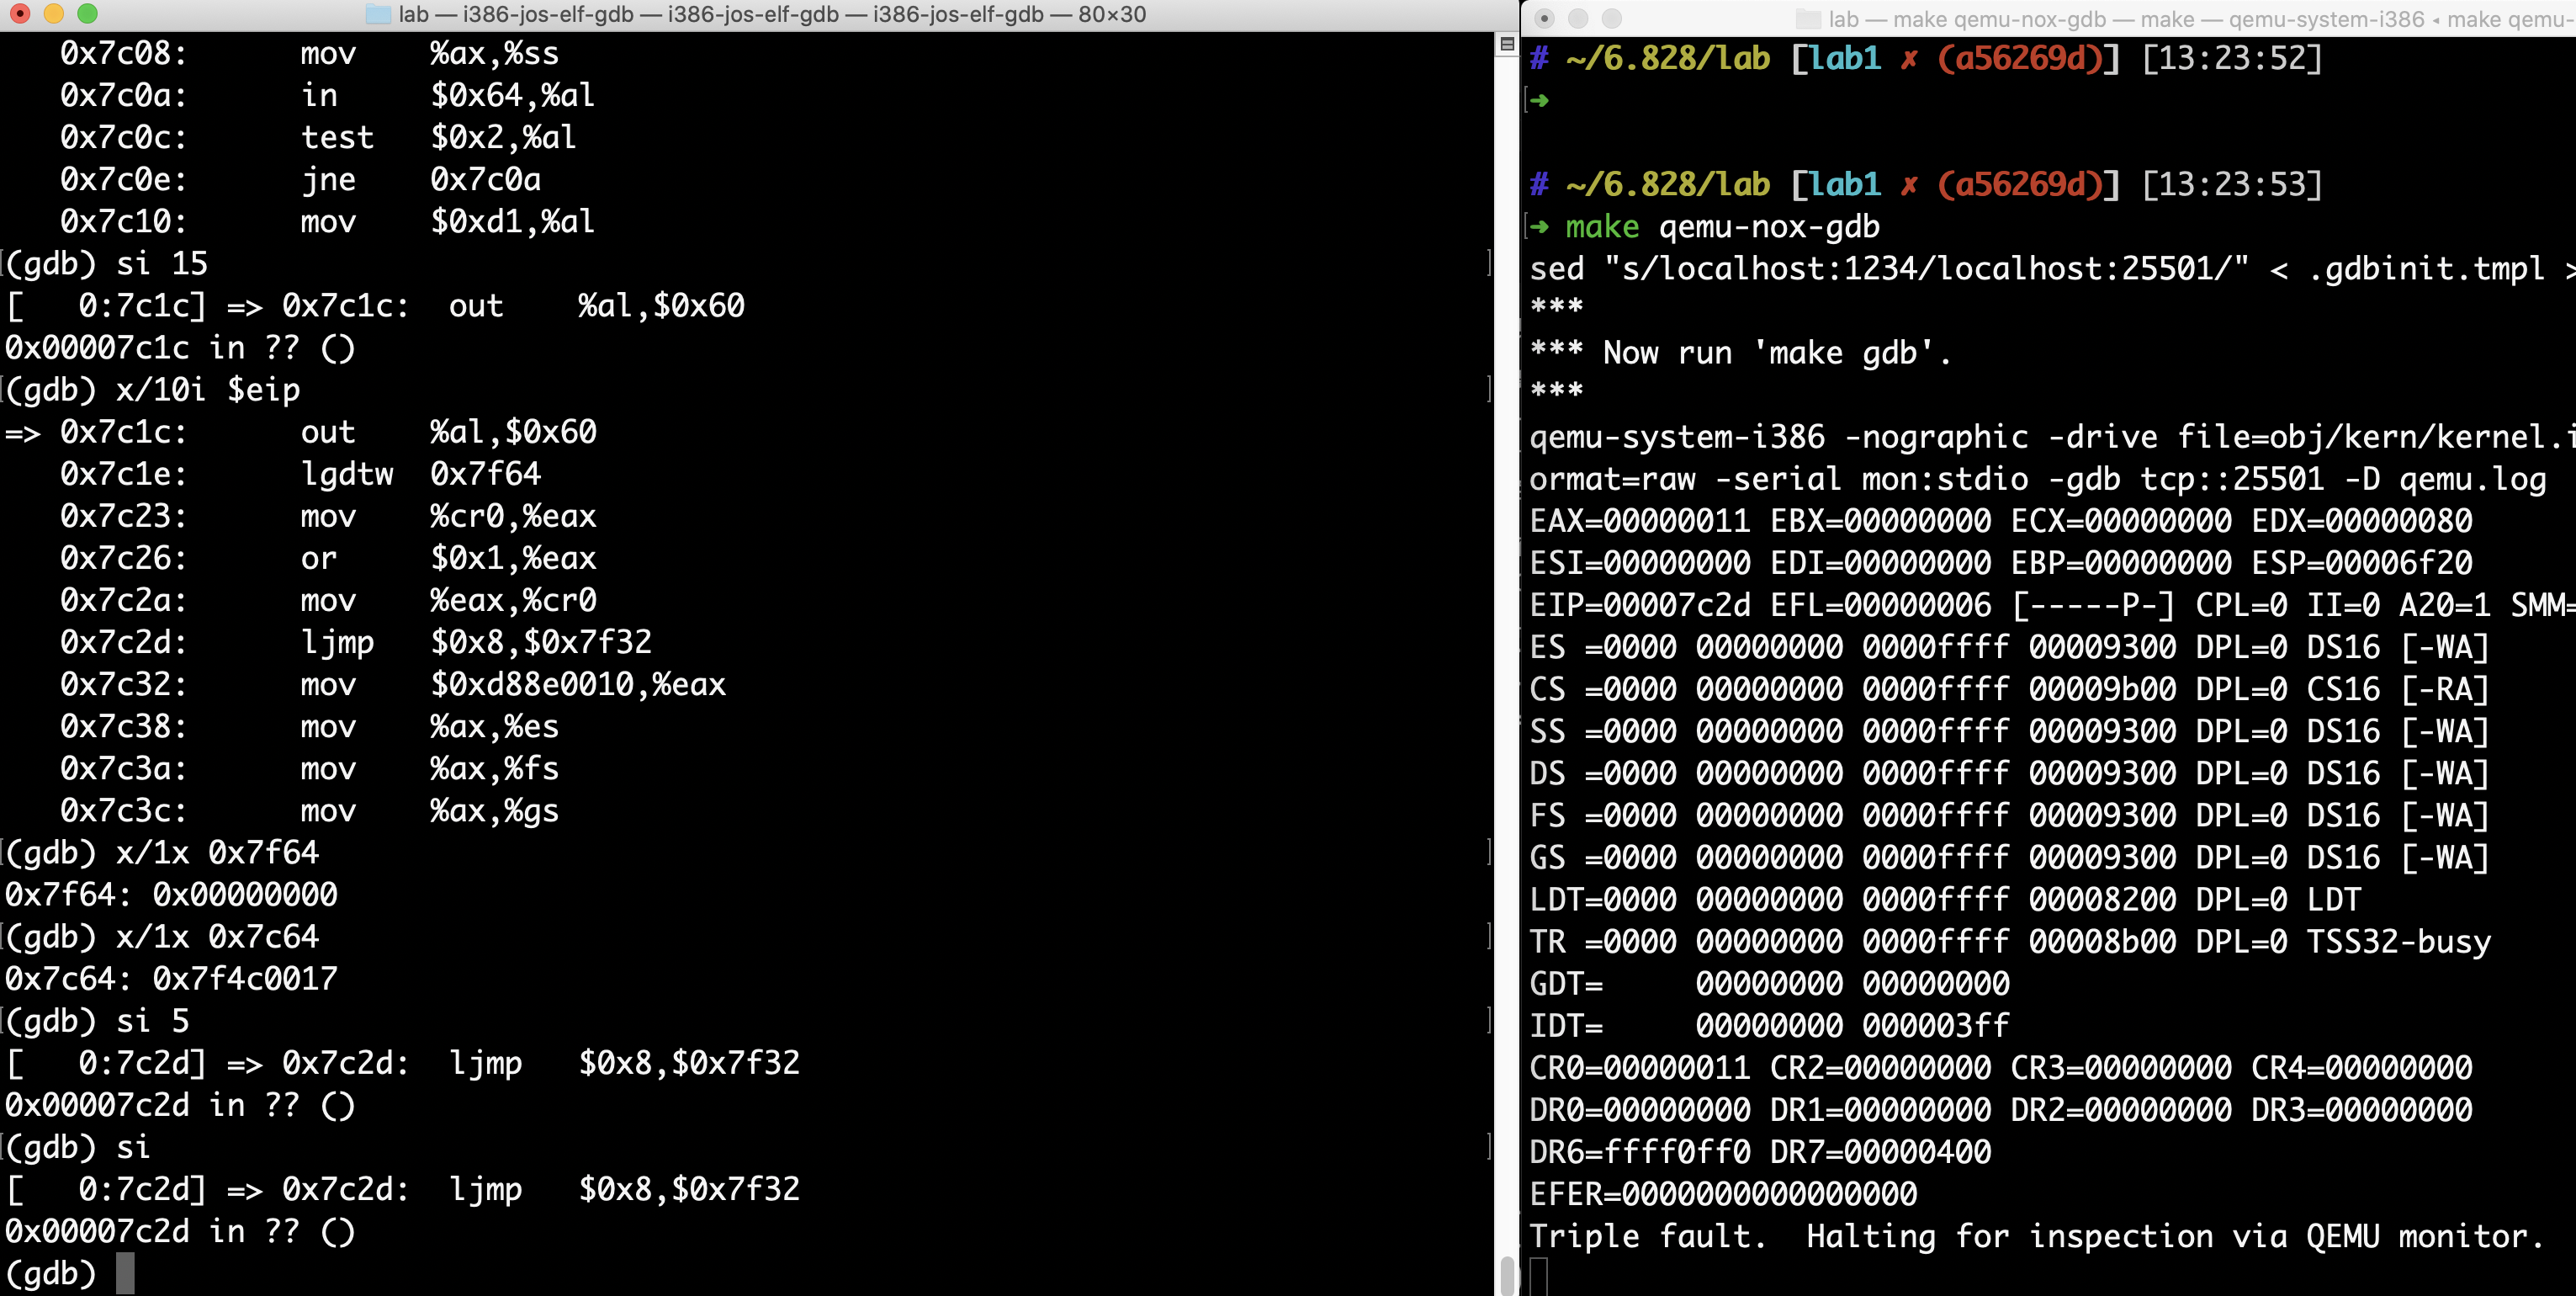 lab — i386-jos-elf-gdb — i386-jos-elf-gdb — i386-jos-elf-gdb — 80×30
0x7c08: mov %ax,%ss
0x7c0a: in $0x64,%al
0x7c0c: test $0x2,%al
0x7c0e: jne 0x7c0a
0x7c10: mov $0xd1,%al
(gdb) si 15
[ 0:7c1c] => 0x7c1c: out %al,$0x60
0x00007c1c in ?? ()
(gdb) x/10i $eip
=> 0x7c1c: out %al,$0x60
0x7c1e: lgdtw 0x7f64
0x7c23: mov %cr0,%eax
0x7c26: or $0x1,%eax
0x7c2a: mov %eax,%cr0
0x7c2d: ljmp $0x8,$0x7f32
0x7c32: mov $0xd88e0010,%eax
0x7c38: mov %ax,%es
0x7c3a: mov %ax,%fs
0x7c3c: mov %ax,%gs
(gdb) x/1x 0x7f64
0x7f64: 0x00000000
(gdb) x/1x 0x7c64
0x7c64: 0x7f4c0017
(gdb) si 5
[ 0:7c2d] => 0x7c2d: ljmp $0x8,$0x7f32
0x00007c2d in ?? ()
(gdb) si
[ 0:7c2d] => 0x7c2d: ljmp $0x8,$0x7f32
0x00007c2d in ?? ()
(gdb)
lab — make qemu-nox-gdb — make — qemu-system-i386 ◂ make qemu-
# ~/6.828/lab [lab1 ✗ (a56269d)] [13:23:52]
➜
# ~/6.828/lab [lab1 ✗ (a56269d)] [13:23:53]
➜ make qemu-nox-gdb
sed "s/localhost:1234/localhost:25501/" < .gdbinit.tmpl >
***
*** Now run 'make gdb'.
***
qemu-system-i386 -nographic -drive file=obj/kern/kernel.i
ormat=raw -serial mon:stdio -gdb tcp::25501 -D qemu.log
EAX=00000011 EBX=00000000 ECX=00000000 EDX=00000080
ESI=00000000 EDI=00000000 EBP=00000000 ESP=00006f20
EIP=00007c2d EFL=00000006 [-----P-] CPL=0 II=0 A20=1 SMM=
ES =0000 00000000 0000ffff 00009300 DPL=0 DS16 [-WA]
CS =0000 00000000 0000ffff 00009b00 DPL=0 CS16 [-RA]
SS =0000 00000000 0000ffff 00009300 DPL=0 DS16 [-WA]
DS =0000 00000000 0000ffff 00009300 DPL=0 DS16 [-WA]
FS =0000 00000000 0000ffff 00009300 DPL=0 DS16 [-WA]
GS =0000 00000000 0000ffff 00009300 DPL=0 DS16 [-WA]
LDT=0000 00000000 0000ffff 00008200 DPL=0 LDT
TR =0000 00000000 0000ffff 00008b00 DPL=0 TSS32-busy
GDT= 00000000 00000000
IDT= 00000000 000003ff
CR0=00000011 CR2=00000000 CR3=00000000 CR4=00000000
DR0=00000000 DR1=00000000 DR2=00000000 DR3=00000000
DR6=ffff0ff0 DR7=00000400
EFER=0000000000000000
Triple fault. Halting for inspection via QEMU monitor.